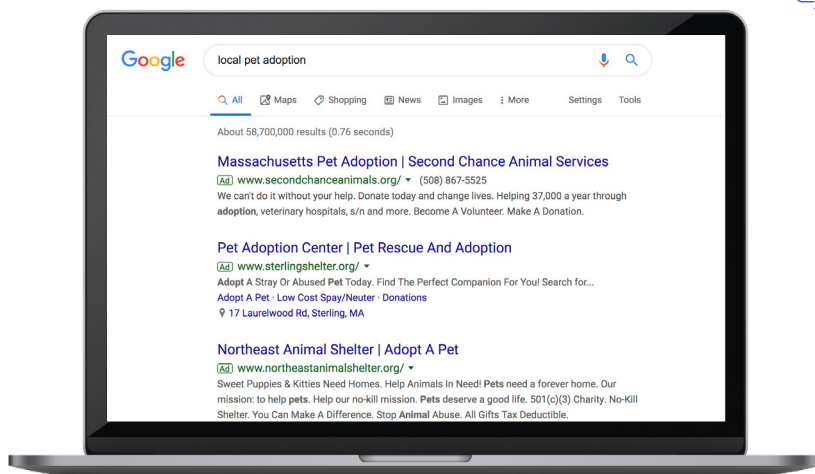 Google
local pet adoption
All Maps Shopping News Images More Settings Tools
About 58,700,000 results (0.76 seconds)
Massachusetts Pet Adoption | Second Chance Animal Services
Ad www.secondchanceanimals.org/ (508) 867-5525
We can't do it without your help. Donate today and change lives. Helping 37,000 a year through
adoption, veterinary hospitals, s/n and more. Become A Volunteer. Make A Donation.
Pet Adoption Center | Pet Rescue And Adoption
Ad www.sterlingshelter.org/
Adopt A Stray Or Abused Pet Today. Find The Perfect Companion For You! Search for...
Adopt A Pet · Low Cost Spay/Neuter · Donations
17 Laurelwood Rd, Sterling, MA
Northeast Animal Shelter | Adopt A Pet
Ad www.northeastanimalshelter.org/
Sweet Puppies & Kitties Need Homes. Help Animals In Need! Pets need a forever home. Our
mission: to help pets. Help our no-kill mission. Pets deserve a good life. 501(c)(3) Charity. No-Kill
Shelter. You Can Make A Difference. Stop Animal Abuse. All Gifts Tax Deductible.